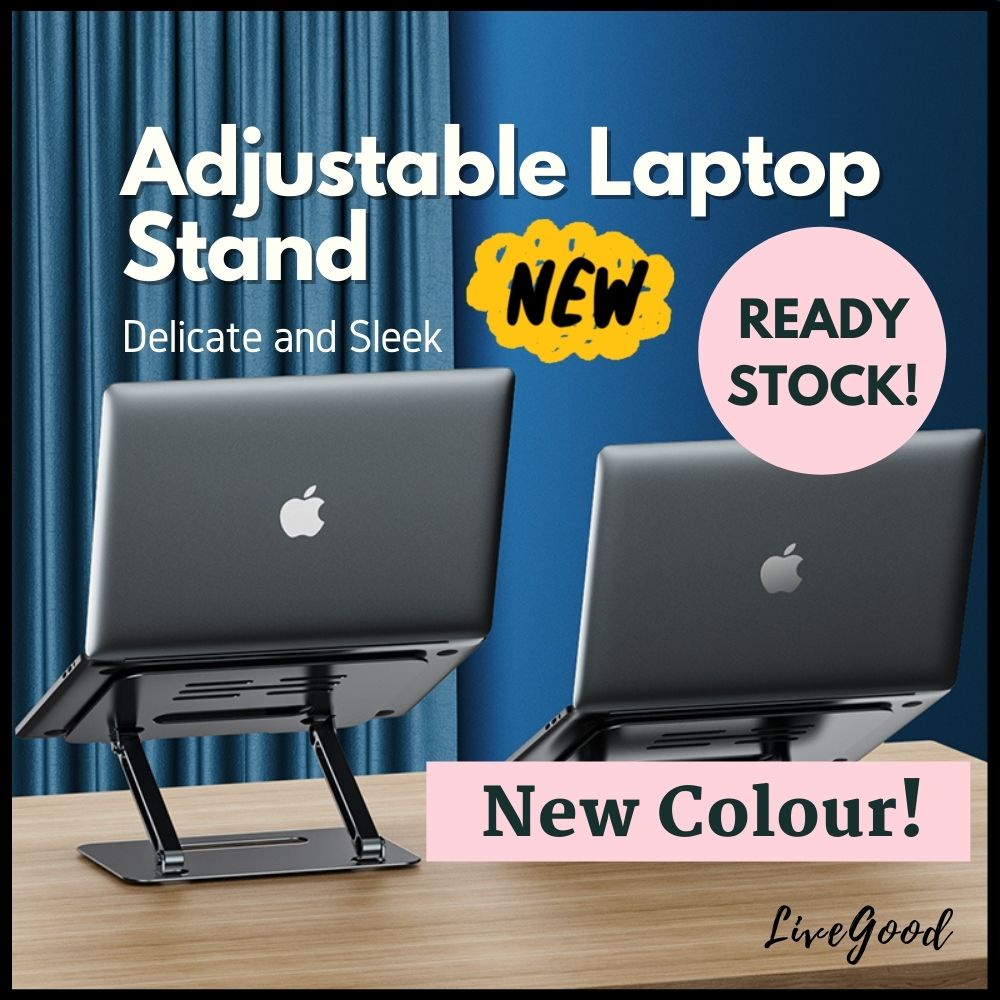 Adjustable Laptop
Stand
NEW
Delicate and Sleek
READY
STOCK!
New Colour!
LiveGood